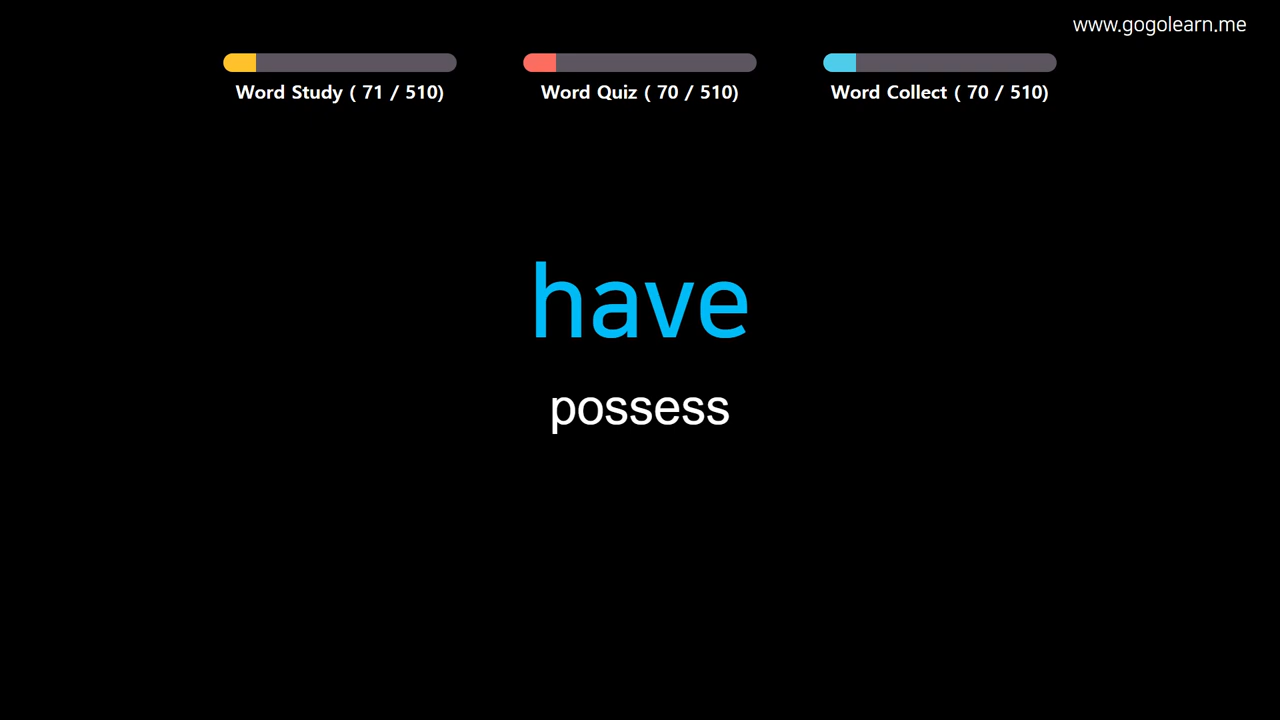 www.gogolearn.me
Word Study ( 71 / 510)
Word Quiz ( 70 / 510)
Word Collect ( 70 / 510)
have
possess